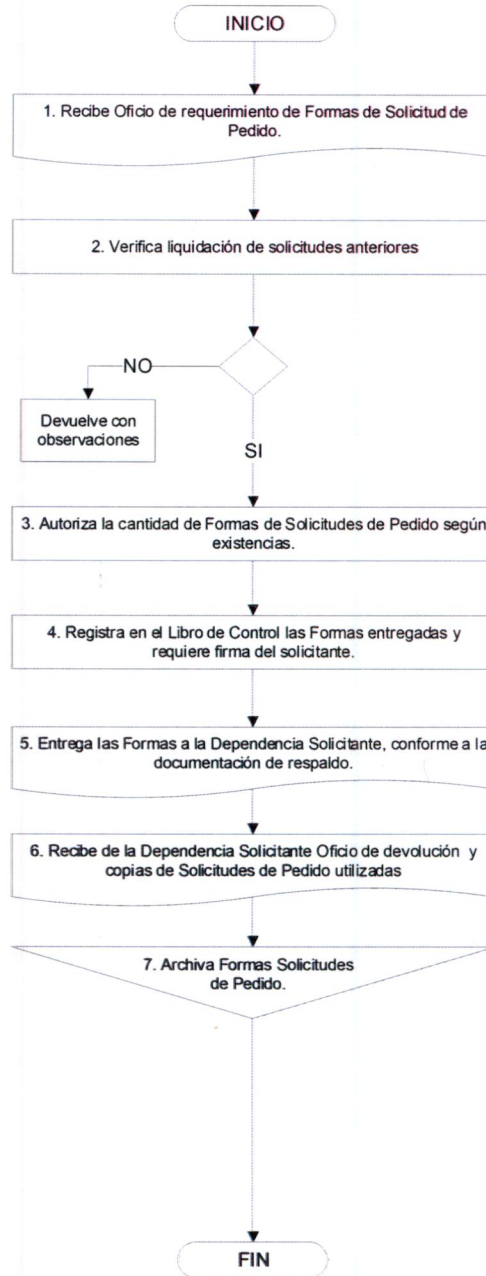 INICIO
1. Recibe Oficio de requerimiento de Formas de Solicitud de
Pedido.
2. Verifica liquidación de solicitudes anteriores
NO
Devuelve con
observaciones
SI
3. Autoriza la cantidad de Formas de Solicitudes de Pedido según
existencias.
4. Registra en el Libro de Control las Formas entregadas y
requiere firma del solicitante.
5. Entrega las Formas a la Dependencia Solicitante, conforme a la
documentación de respaldo.
6. Recibe de la Dependencia Solicitante Oficio de devolución y
copias de Solicitudes de Pedido utilizadas
7. Archiva Formas Solicitudes
de Pedido.
FIN